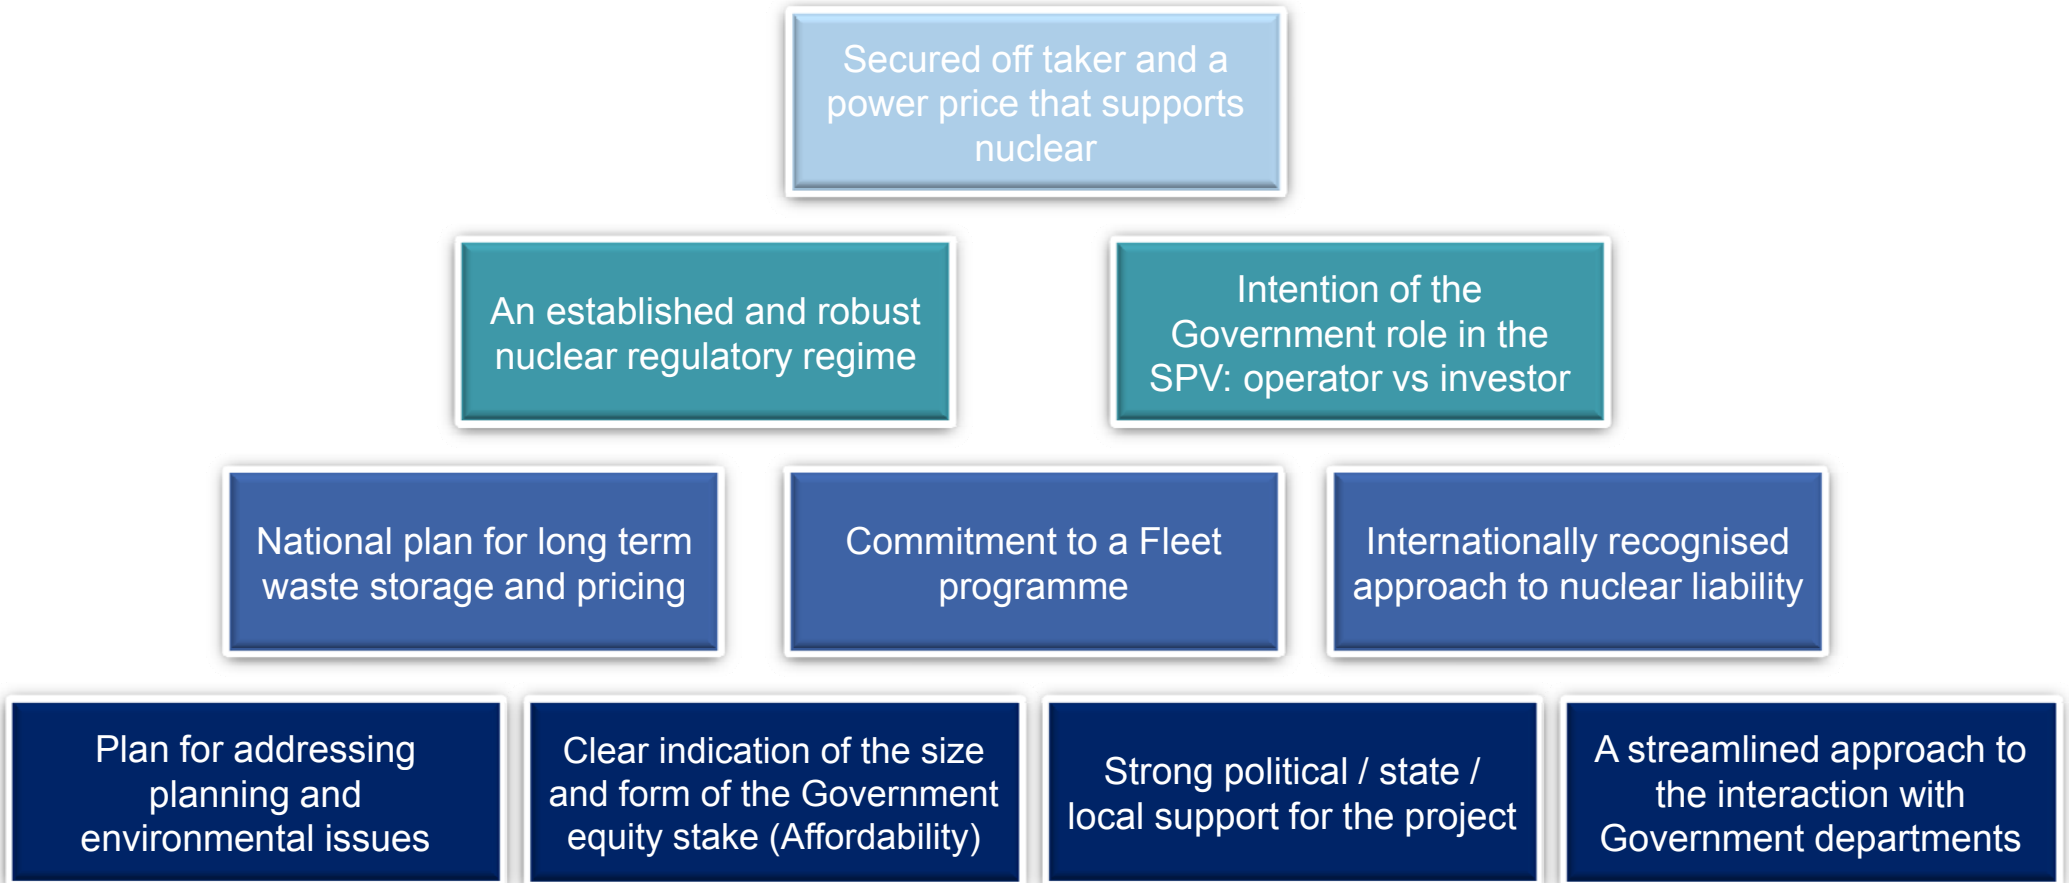 Secured off taker and a
power price that supports
nuclear
An established and robust
nuclear regulatory regime
Intention of the
Government role in the
SPV: operator vs investor
National plan for long term
waste storage and pricing
Commitment to a Fleet
programme
Internationally recognised
approach to nuclear liability
Plan for addressing
planning and
environmental issues
Clear indication of the size
and form of the Government
equity stake (Affordability)
Strong political / state /
local support for the project
A streamlined approach to
the interaction with
Government departments